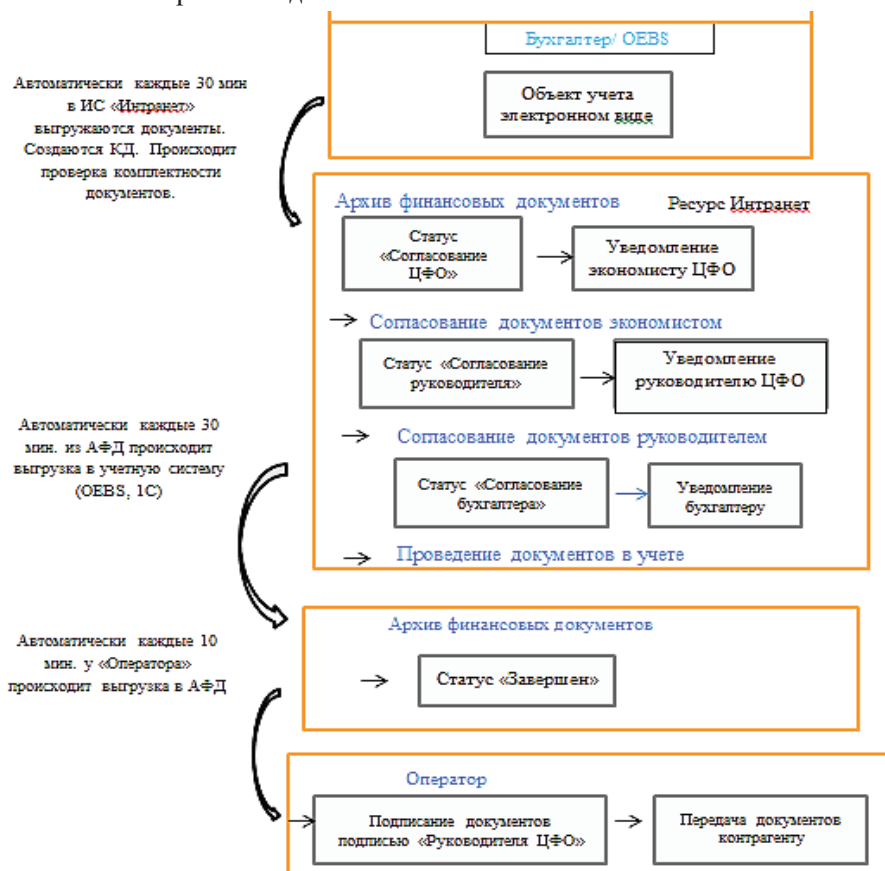 Бухгалтер/ OEBS
Объект учета
электронном виде
Автоматически каждые 30 мин
в ИС «Интранет»
выгружаются документы.
Создаются КД. Происходит
проверка комплектности
документов.
Архив финансовых документов
Ресурс Интранет
Статус
«Согласование
ЦФО»
Уведомление
экономисту ЦФО
Согласование документов экономистом
Статус «Согласование
руководителя»
Уведомление
руководителю ЦФО
Согласование документов руководителем
Статус «Согласование
бухгалтера»
Уведомление
бухгалтеру
Проведение документов в учете
Автоматически каждые 30
мин. из АФД происходит
выгрузка в учетную систему
(OEBS, 1С)
Архив финансовых документов
Статус «Завершен»
Автоматически каждые 10
мин. у «Оператора»
происходит выгрузка в АФД
Оператор
Подписание документов
подписью «Руководителя ЦФО»
Передача документов
контрагенту